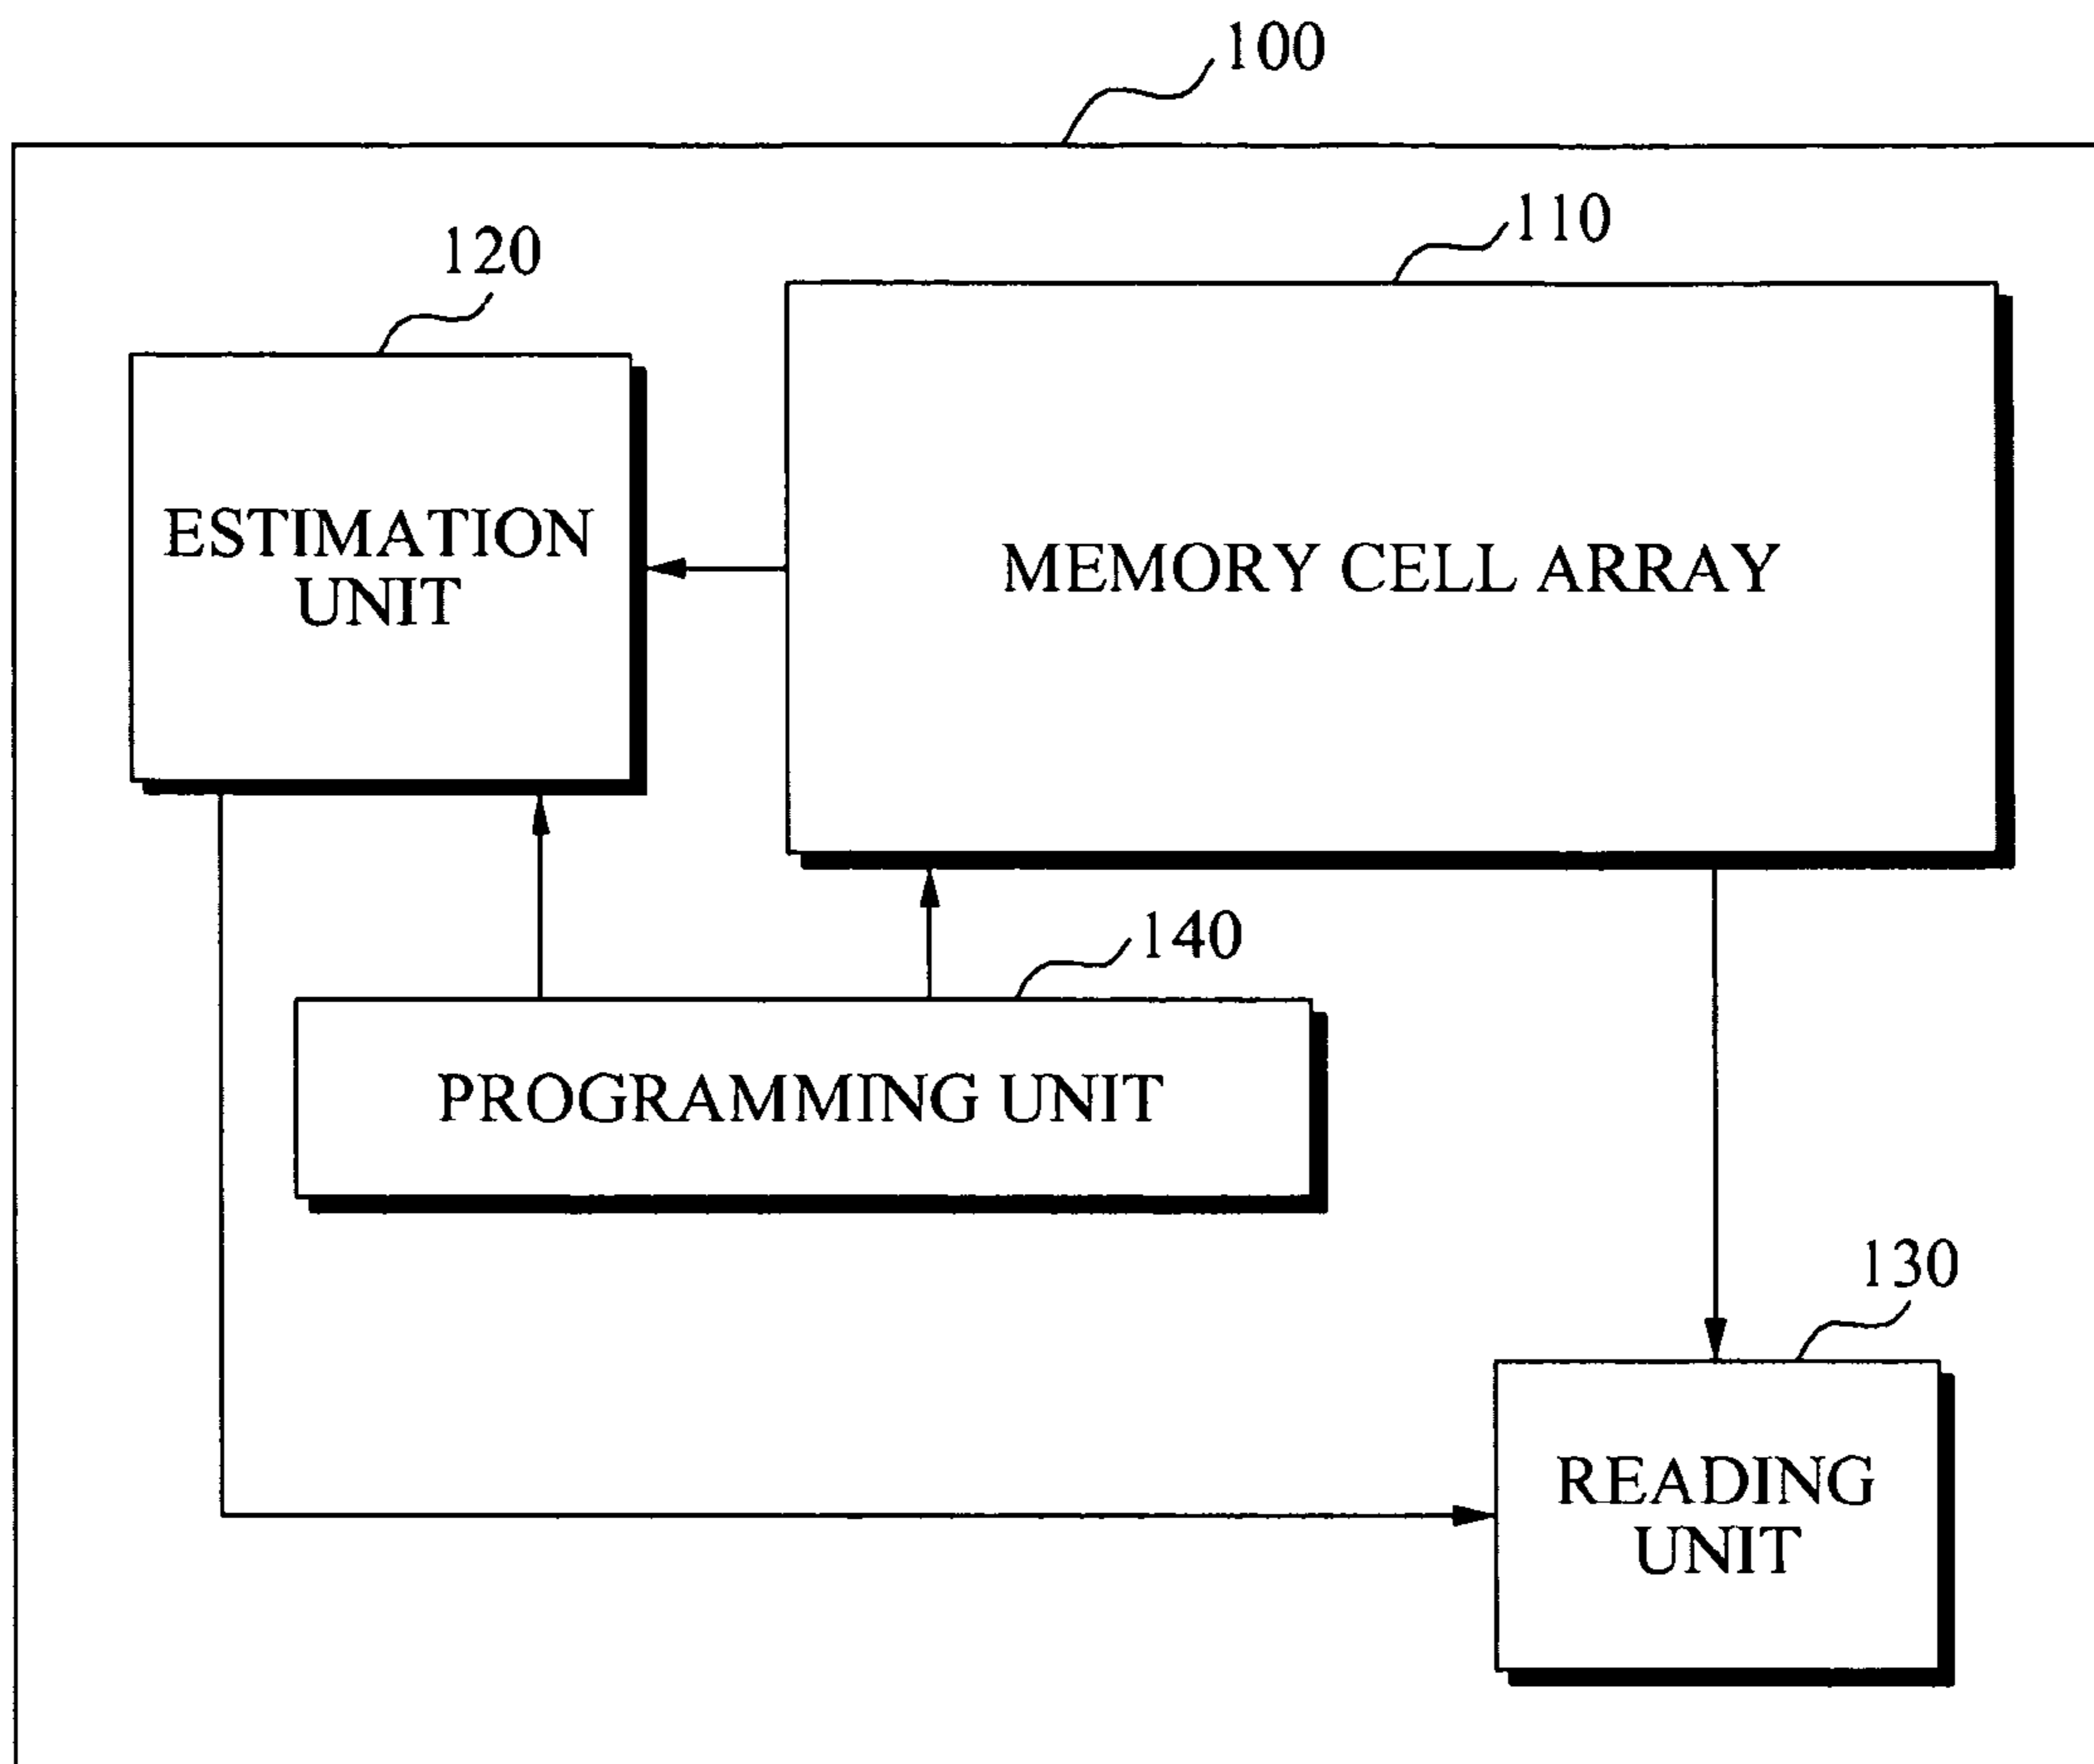 100
110
120
ESTIMATION
UNIT
MEMORY CELL ARRAY
140
PROGRAMMING UNIT
130
READING
UNIT